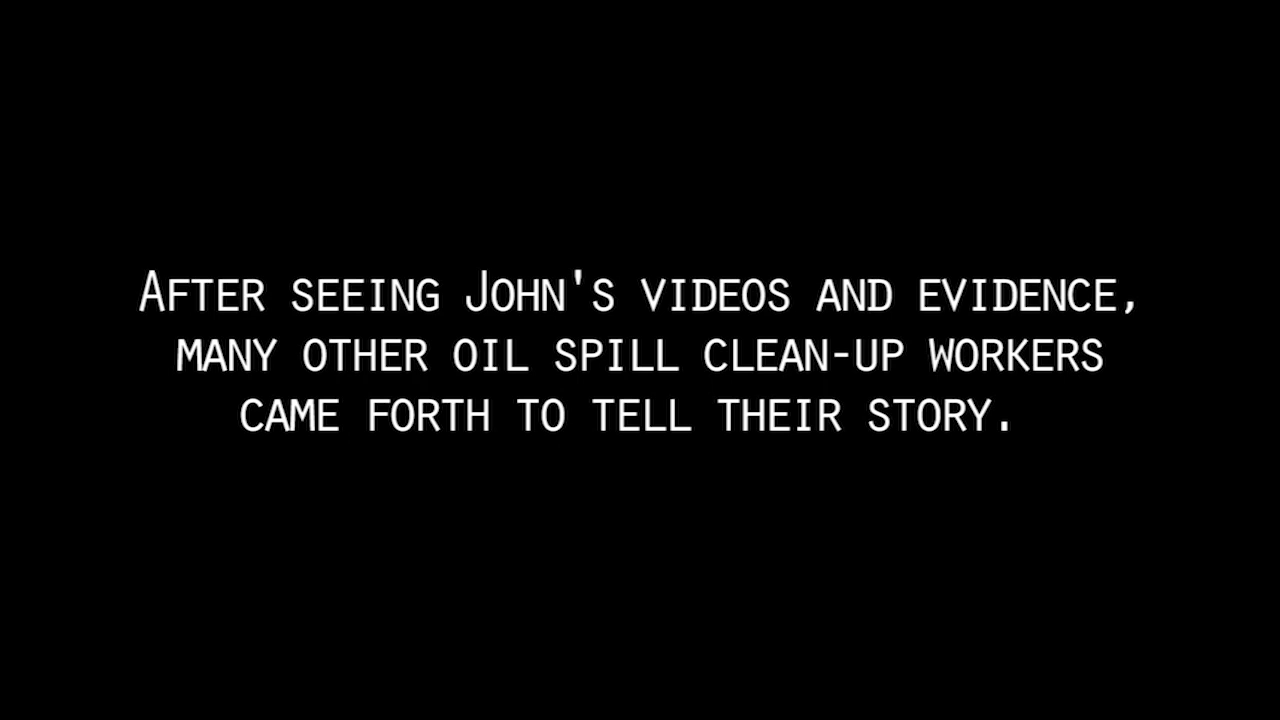 After seeing John's videos and evidence,
many other oil spill clean-up workers
came forth to tell their story.